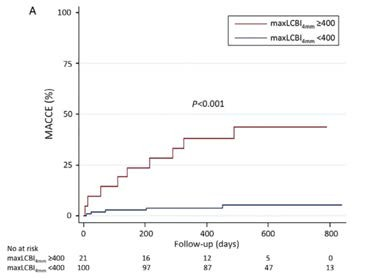 A
100
maxLCBI4mm ≥400
maxLCBI4mm <400
75
P<0.001
MACCE (%)
50
25
0
0 200 400 600 800
Follow-up (days)
No at risk
maxLCBI4mm ≥400 21 16 12 5 0
maxLCBI4mm <400 100 97 87 47 13